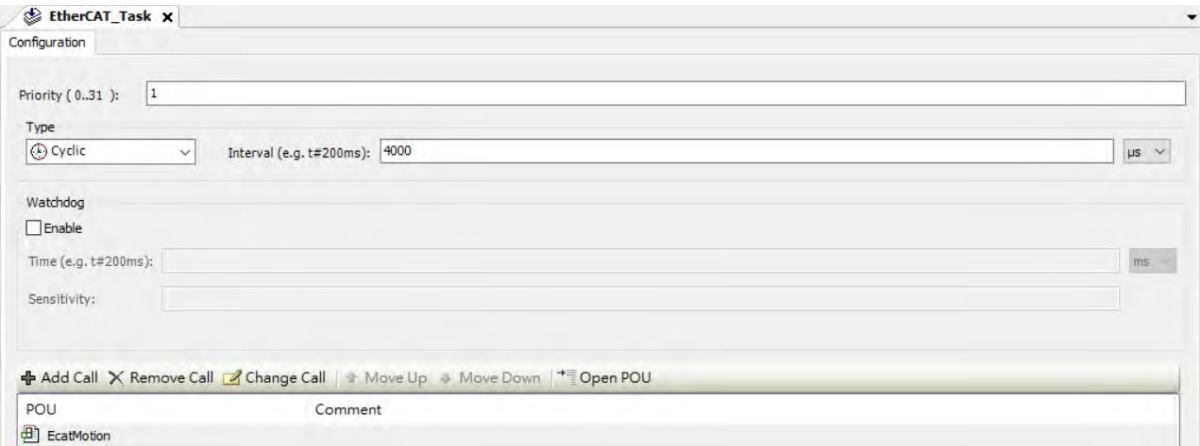 EtherCAT_Task x
Configuration
Priority ( 0..31 ): 1
Type
Cyclic Interval (e.g. t#200ms): 4000 µs
Watchdog
Enable
Time (e.g. t#200ms): ms
Sensitivity:
Add Call Remove Call Change Call Move Up Move Down Open POU
POU Comment
EcatMotion